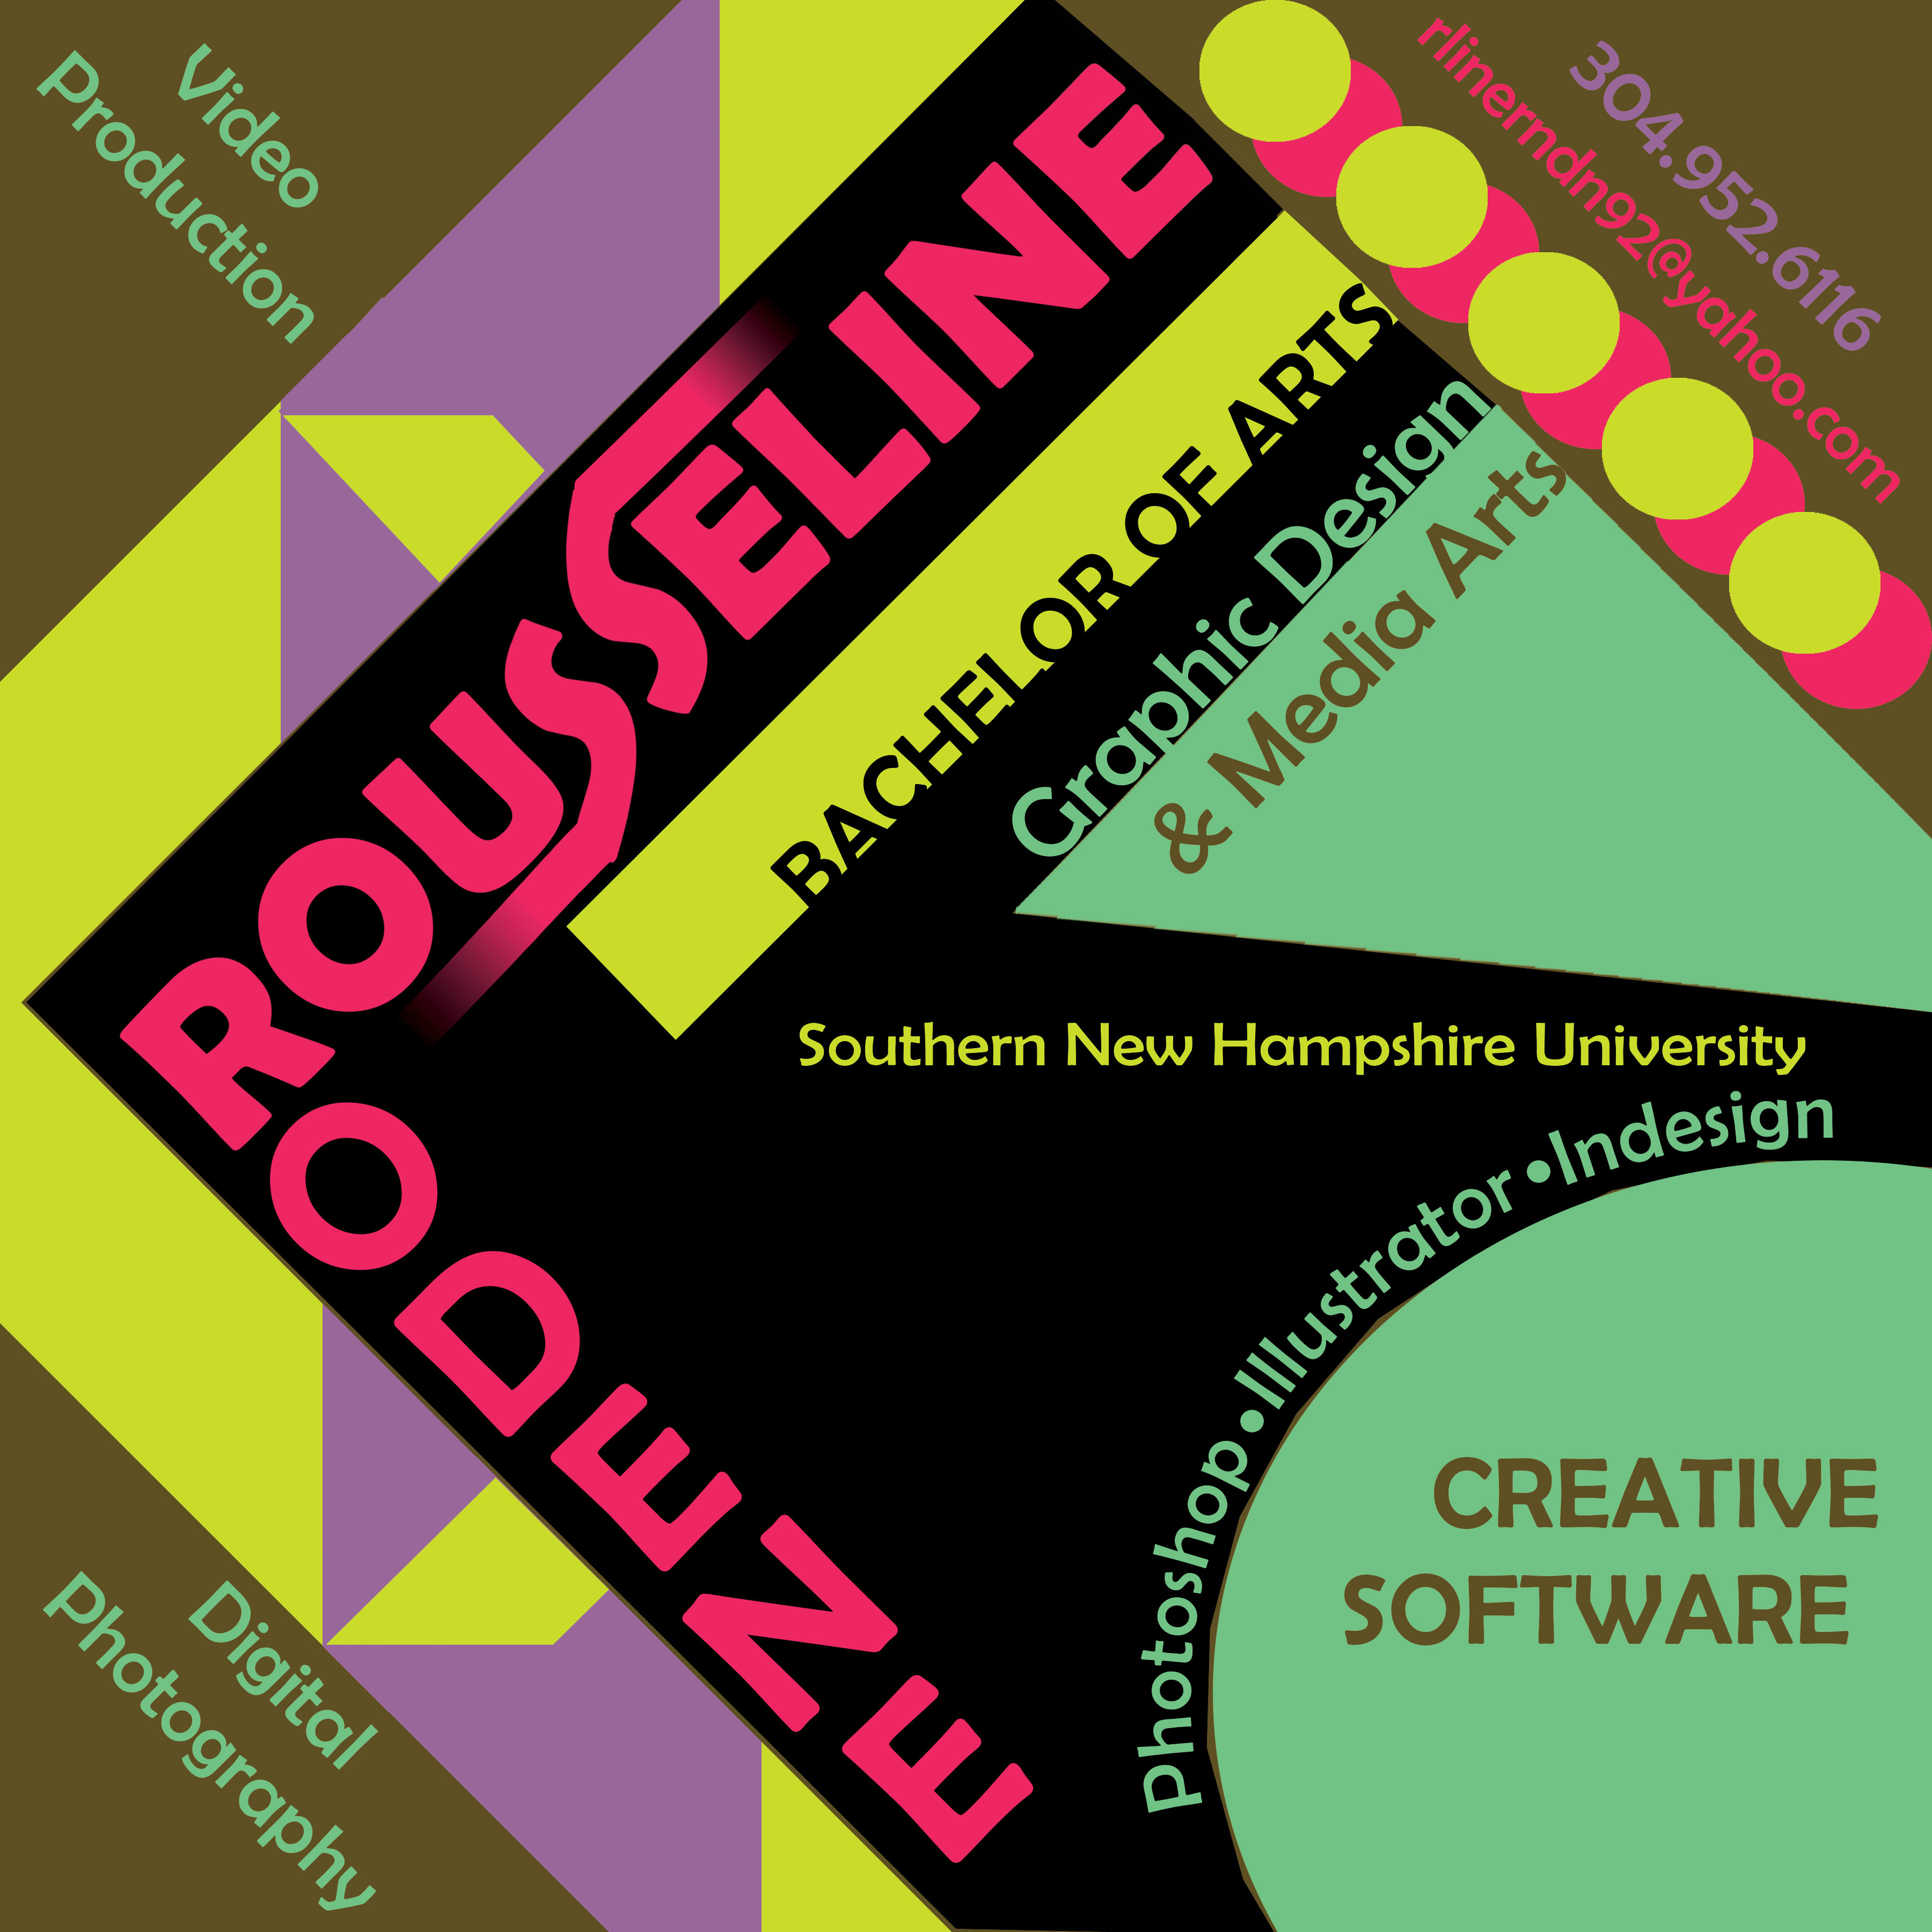 Video
Production
304.952.6116
rlinerndn92@yahoo.com
ROUSSELINE
ODENZE
BACHELOR OF ARTS
Graphic Design
& Media Arts
Southern New Hampshire University
Photoshop•Illustrator•Indesign
CREATIVE
SOFTWARE
Digital
Photography